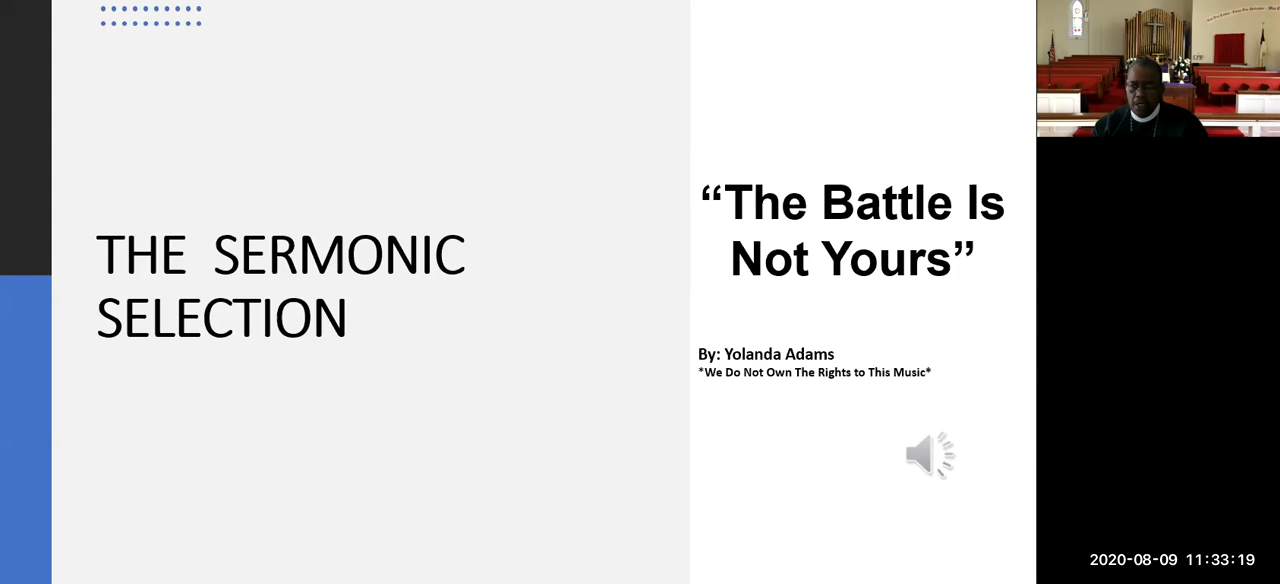 THE SERMONIC
SELECTION
“The Battle Is
Not Yours”
By: Yolanda Adams
*We Do Not Own The Rights to This Music*
2020-08-09 11:33:19